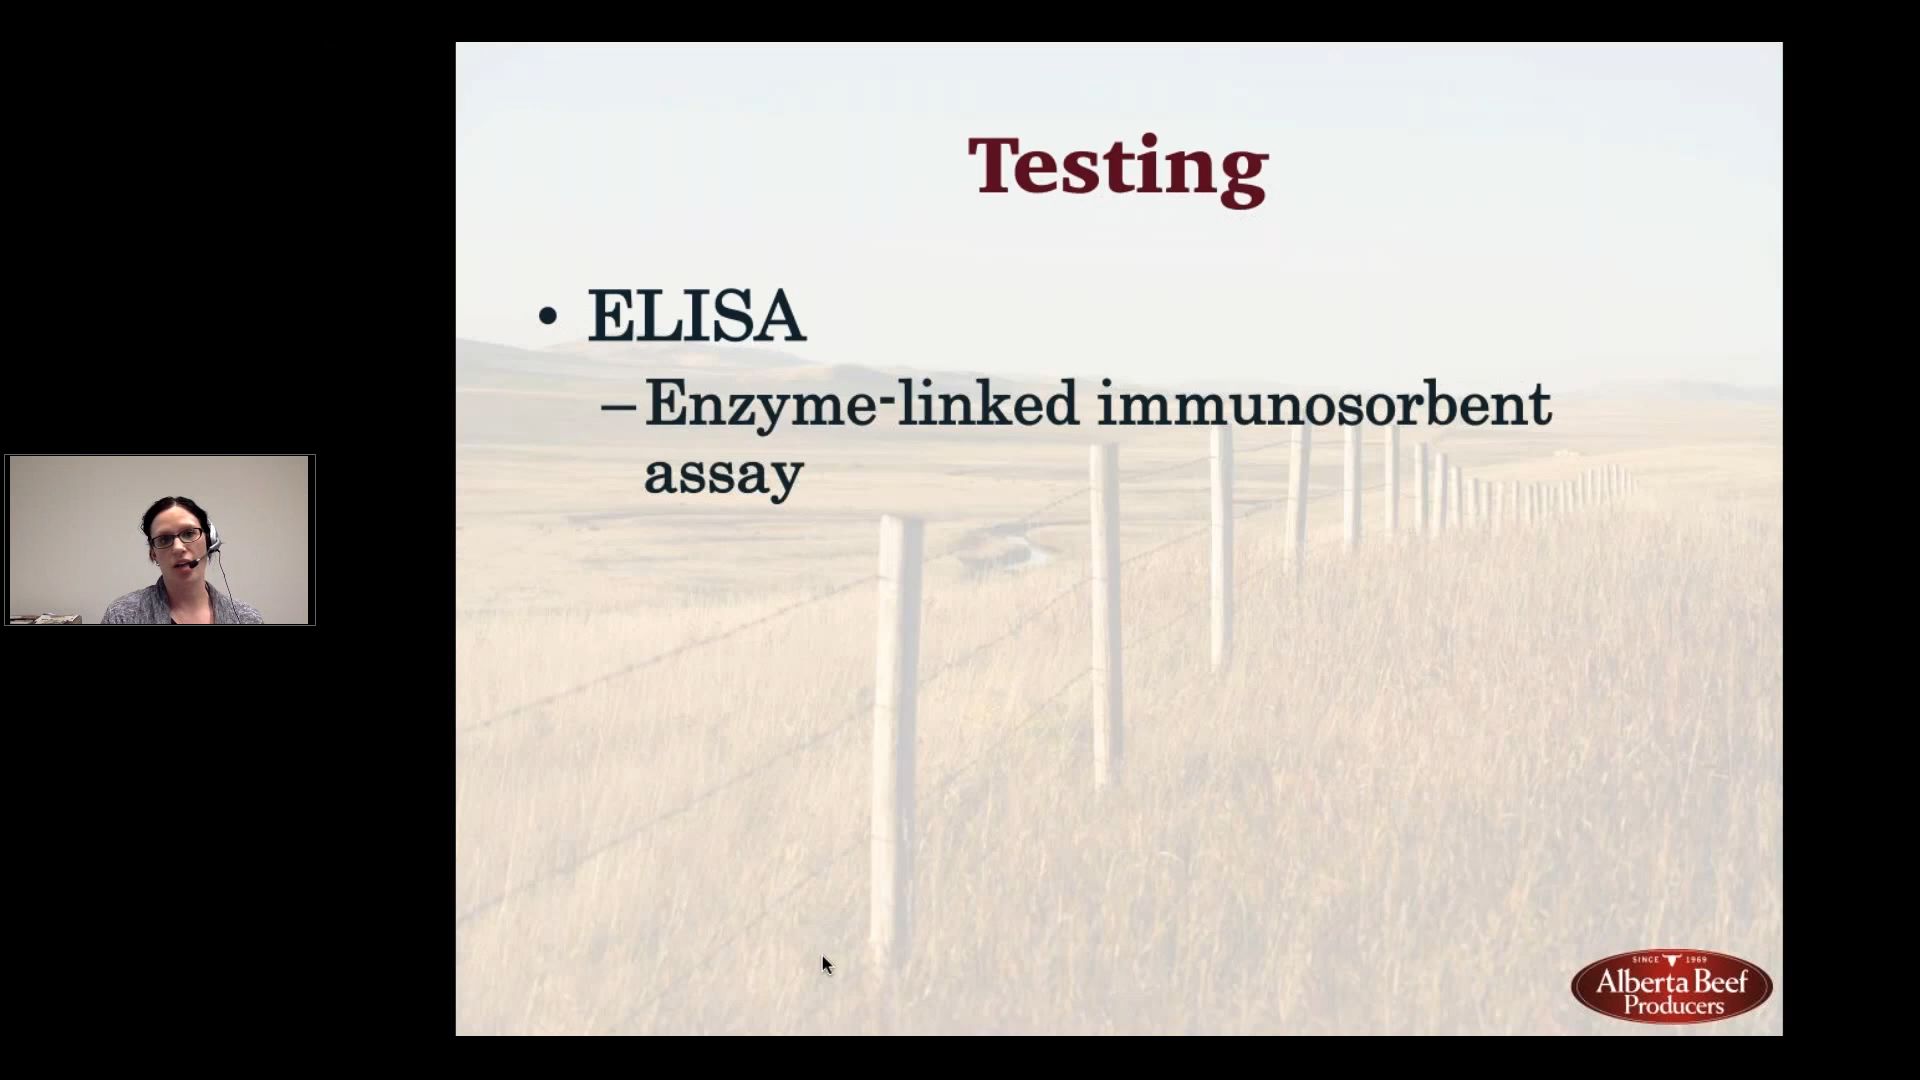 Testing
• ELISA
– Enzyme-linked immunosorbent
assay
SINCE 1969
Alberta Beef
Producers